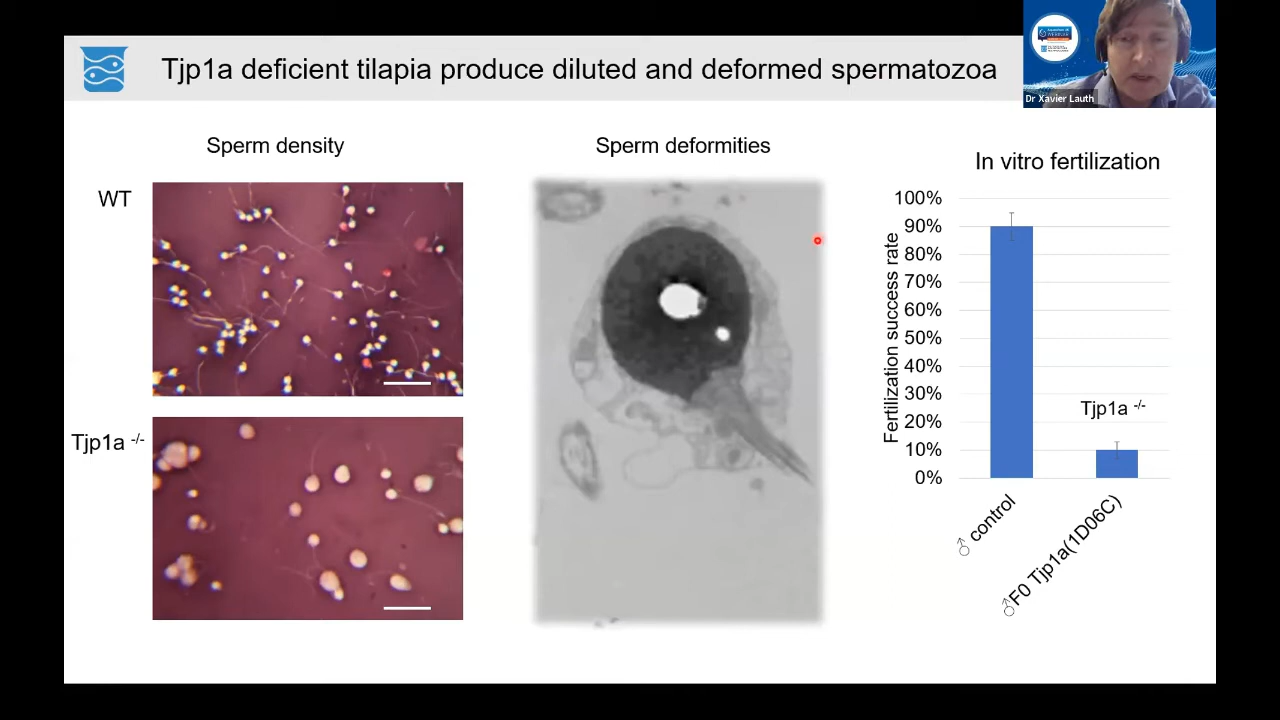 Tjp1a deficient tilapia produce diluted and deformed spermatozoa
Dr Xavier Lauth
Sperm density
WT
Tjp1a -/-
Sperm deformities
In vitro fertilization
Fertilization success rate
100%
90%
80%
70%
60%
50%
40%
30%
20%
10%
0%
Tjp1a -/-
♂ control
♂F0 Tjp1a(1D06C)